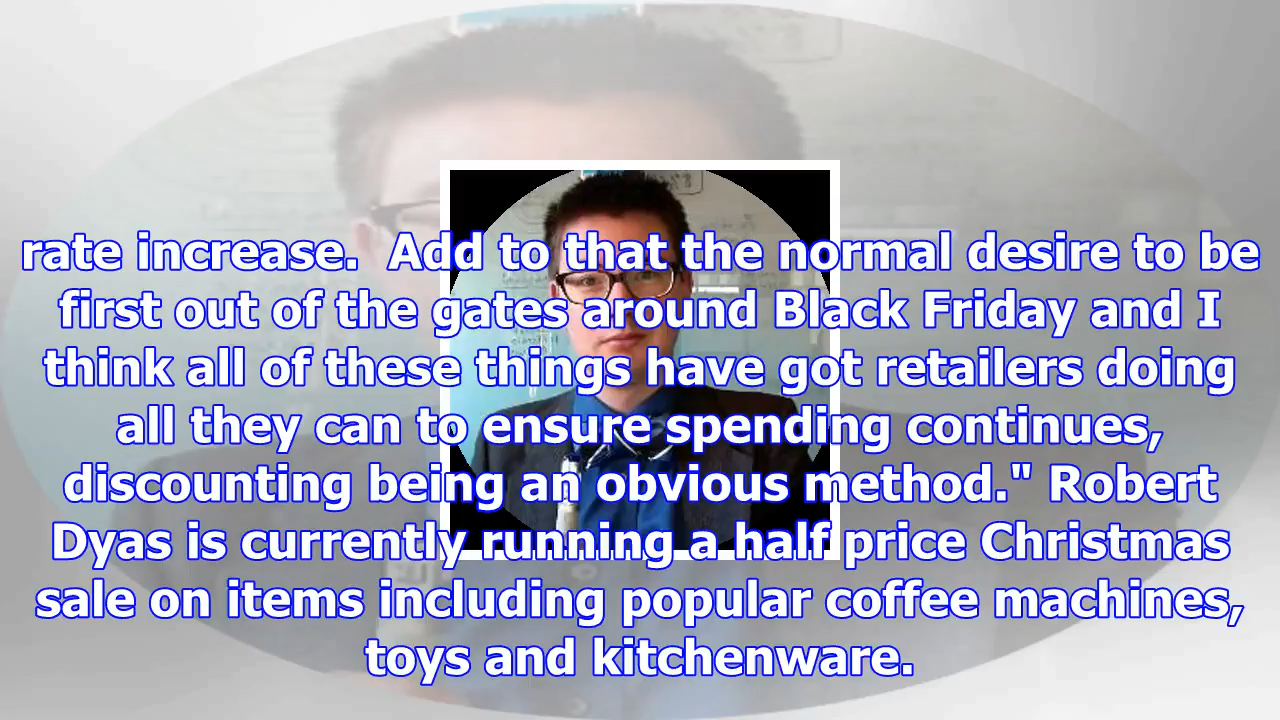 rate increase.  Add to that the normal desire to be
first out of the gates around Black Friday and I
think all of these things have got retailers doing
all they can to ensure spending continues,
discounting being an obvious method." Robert
Dyas is currently running a half price Christmas
sale on items including popular coffee machines,
toys and kitchenware.